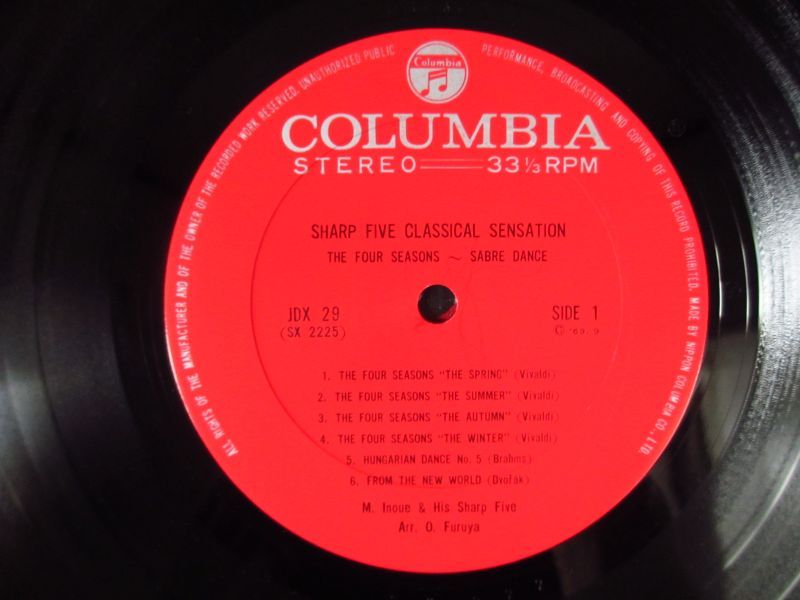 Columbia
COLUMBIA
STEREO 33 1/3 RPM
SHARP FIVE CLASSICAL SENSATION
THE FOUR SEASONS ~ SABRE DANCE
JDX 29
(SX 2225)
SIDE 1
1. THE FOUR SEASONS "THE SPRING" (Vivaldi)
2. THE FOUR SEASONS "THE SUMMER" (Vivaldi)
3. THE FOUR SEASONS "THE AUTUMN" (Vivaldi)
4. THE FOUR SEASONS "THE WINTER" (Vivaldi)
5. HUNGARIAN DANCE No. 5 (Brahms)
6. FROM THE NEW WORLD (Dvořák)
M. Inoue & His Sharp Five
Arr. O. Furuya
ALL RIGHTS OF THE MANUFACTURER AND OF THE OWNER OF THE RECORDED WORK RESERVED. UNAUTHORIZED PUBLIC PERFORMANCE, BROADCASTING AND COPYING OF THIS RECORD PROHIBITED. MADE BY NIPPON COLUMBIA CO., LTD.